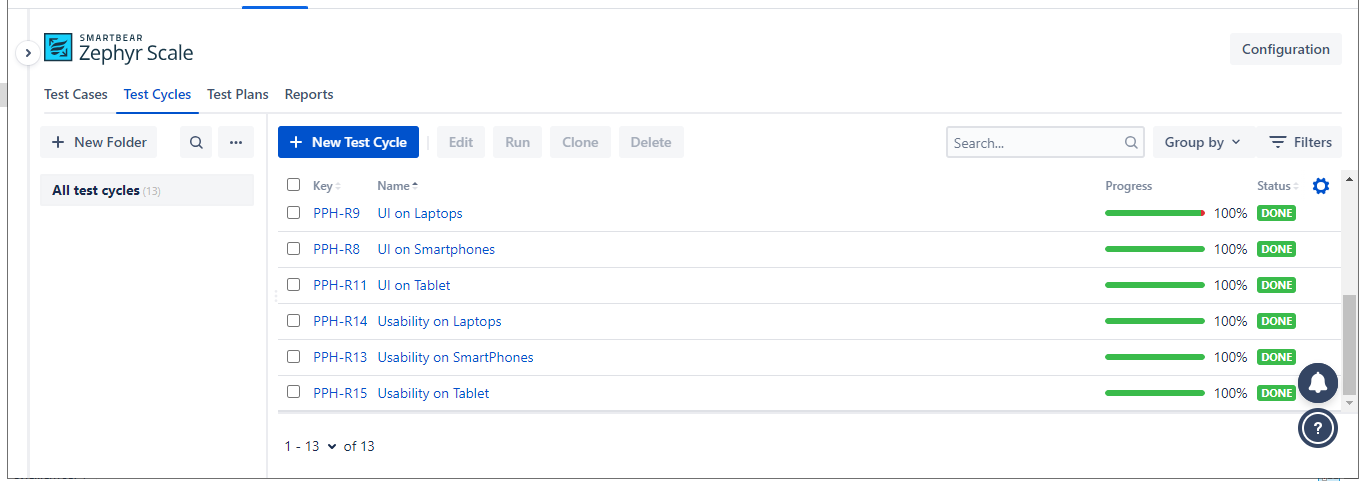 SMARTBEAR
Zephyr Scale
Configuration
Test Cases Test Cycles Test Plans Reports
+ New Folder ... + New Test Cycle Edit Run Clone Delete Search... Group by Filters
All test cycles (13)
Key Name Progress Status
PPH-R9 UI on Laptops 100% DONE
PPH-R8 UI on Smartphones 100% DONE
PPH-R11 UI on Tablet 100% DONE
PPH-R14 Usability on Laptops 100% DONE
PPH-R13 Usability on SmartPhones 100% DONE
PPH-R15 Usability on Tablet 100% DONE
?
1 - 13 of 13